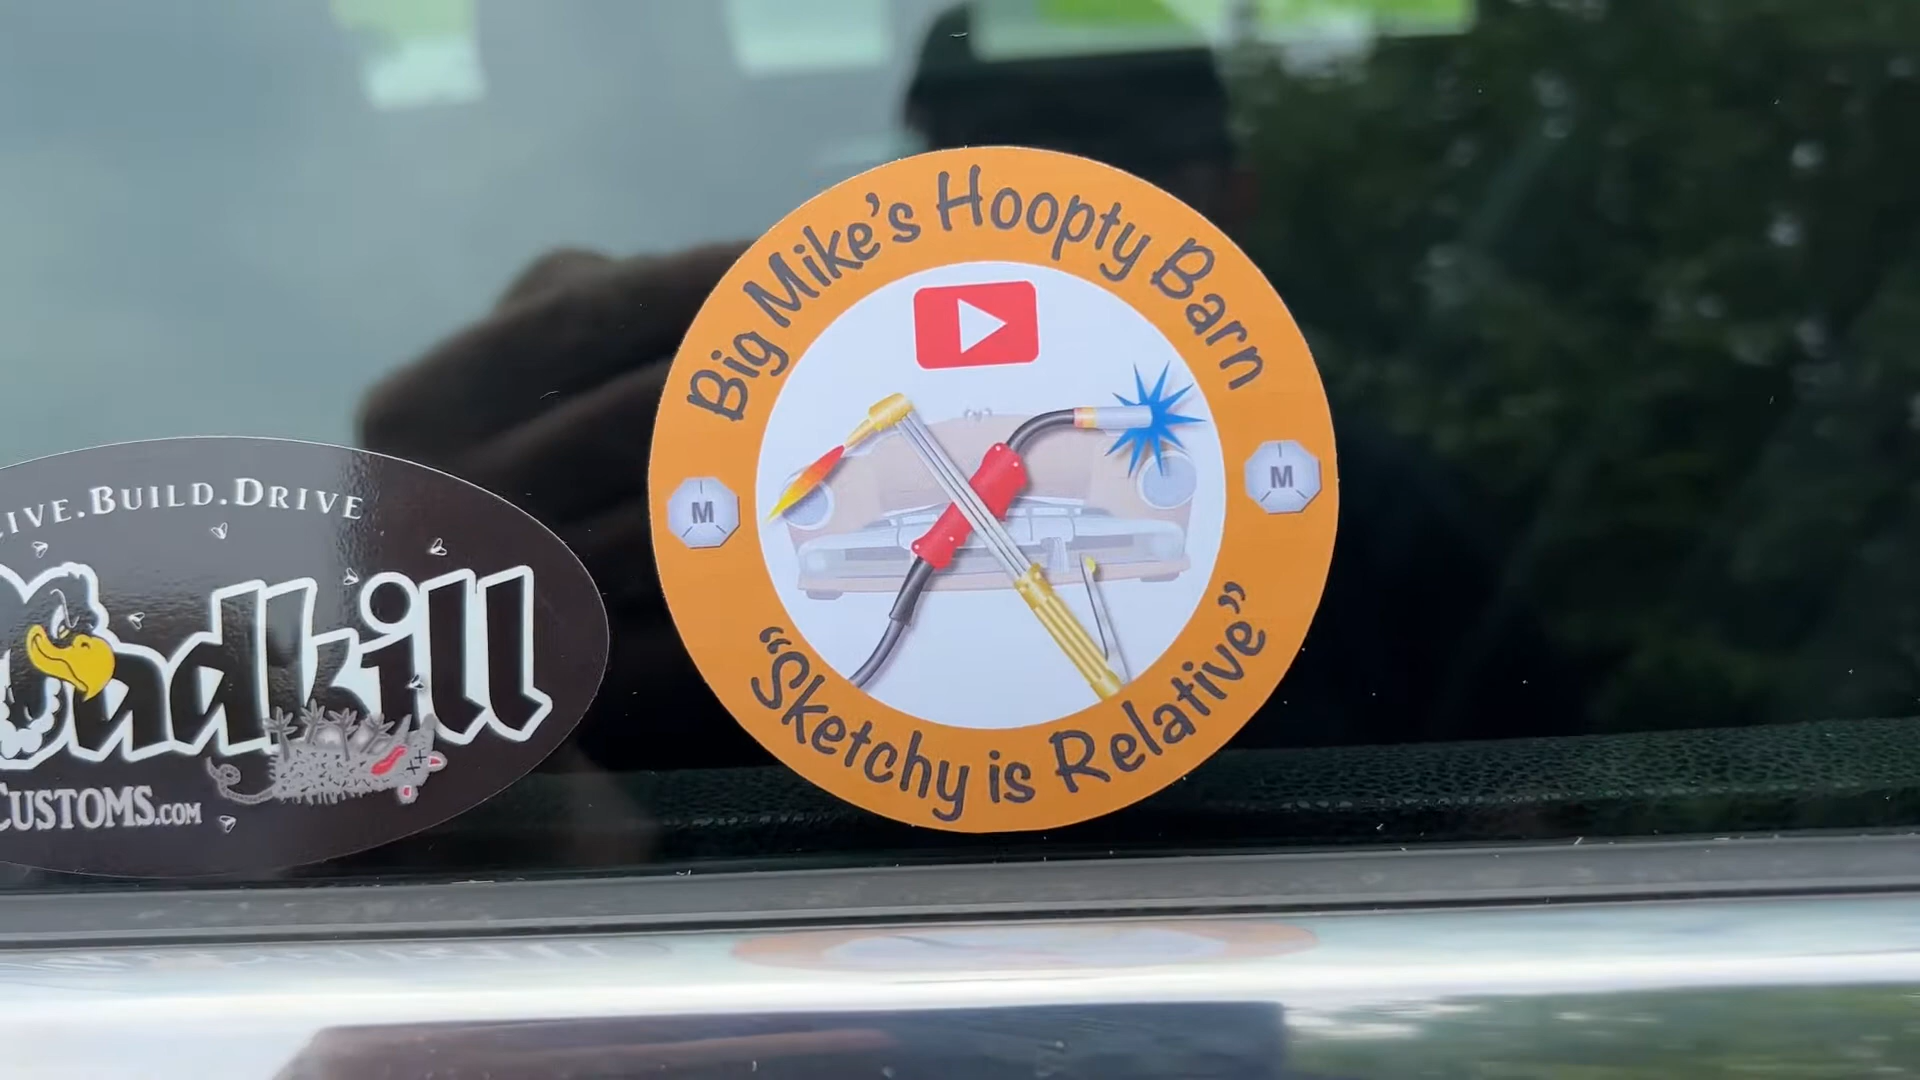 Big Mike's Hoopty Barn
M
M
"Sketchy is Relative"
.BUILD.DRIVE
CUSTOMS.COM